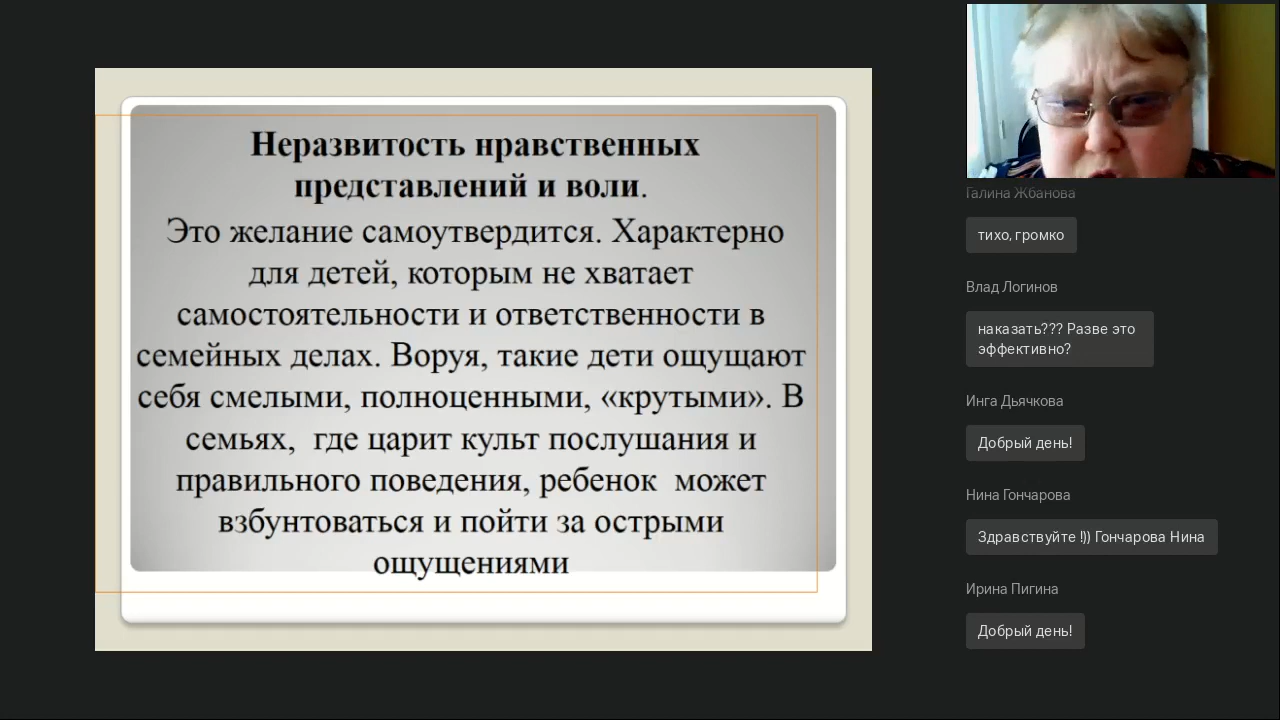 Неразвитость нравственных
представлений и воли.
Это желание самоутвердится. Характерно
для детей, которым не хватает
самостоятельности и ответственности в
семейных делах. Воруя, такие дети ощущают
себя смелыми, полноценными, «крутыми». В
семьях, где царит культ послушания и
правильного поведения, ребенок может
взбунтоваться и пойти за острыми
ощущениями
Галина Жбанова
тихо, громко
Влад Логинов
наказать??? Разве это
эффективно?
Инга Дьячкова
Добрый день!
Нина Гончарова
Здравствуйте !)) Гончарова Нина
Ирина Пигина
Добрый день!